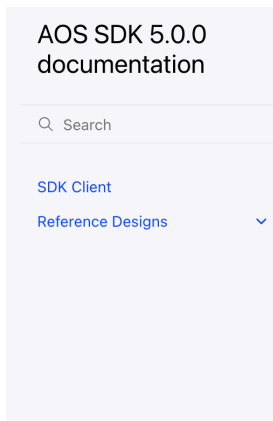 AOS SDK 5.0.0
documentation
Search
SDK Client
Reference Designs